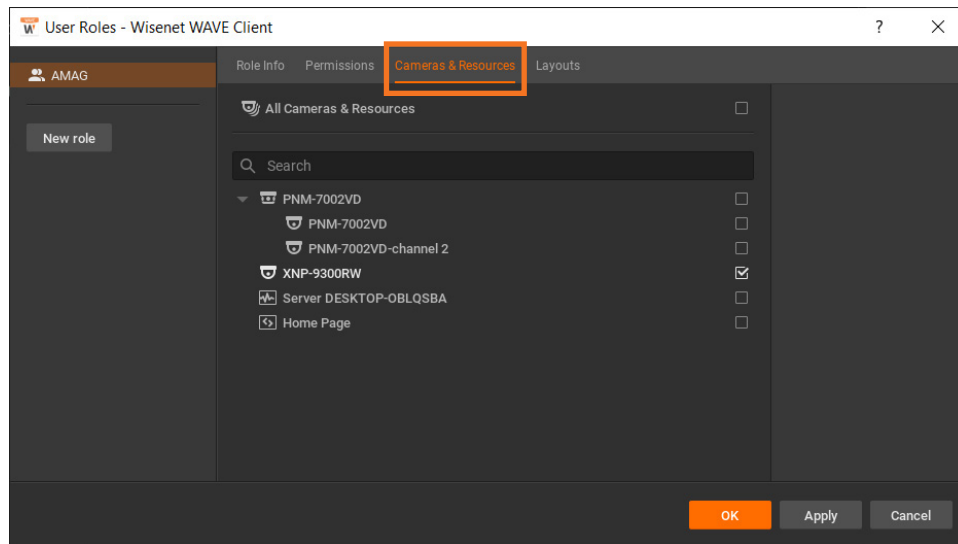 W User Roles - Wisenet WAVE Client ? ×
AMAG
New role
Role Info Permissions Cameras & Resources Layouts
All Cameras & Resources
Search
PNM-7002VD
PNM-7002VD
PNM-7002VD-channel 2
XNP-9300RW
Server DESKTOP-OBLQSBA
Home Page
OK Apply Cancel